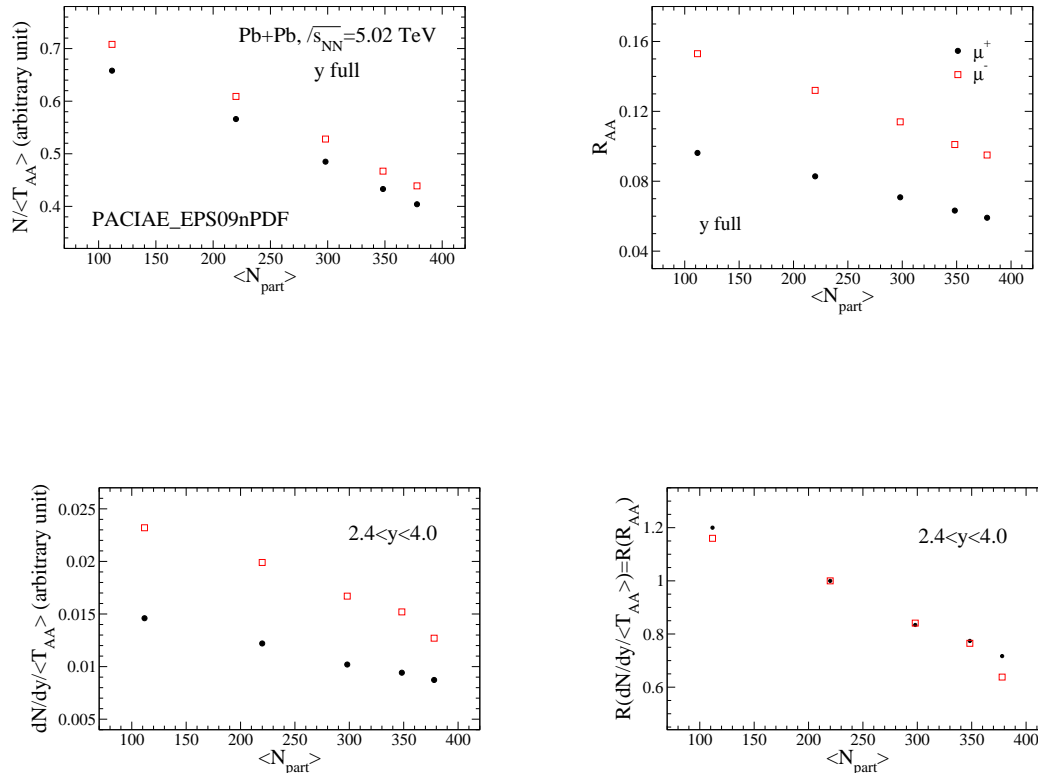 Pb+Pb, √s_NN=5.02 TeV
y full
PACIAE_EPS09nPDF
N/<T_AA> (arbitrary unit)
0.7
0.6
0.5
0.4
100 150 200 250 300 350 400
<N_part>
μ⁺
μ⁻
y full
R_AA
0.16
0.12
0.08
0.04
100 150 200 250 300 350 400
<N_part>
2.4<y<4.0
dN/dy/<T_AA> (arbitrary unit)
0.025
0.02
0.015
0.01
0.005
100 150 200 250 300 350 400
<N_part>
2.4<y<4.0
R(dN/dy/<T_AA>)=R(R_AA)
1.2
1
0.8
0.6
100 150 200 250 300 350 400
<N_part>